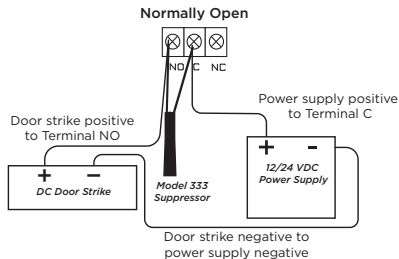 Normally Open
NO C NC
Power supply positive
to Terminal C
Door strike positive
to Terminal NO
+ −
DC Door Strike
Model 333
Suppressor
+ -
12/24 VDC
Power Supply
Door strike negative to
power supply negative